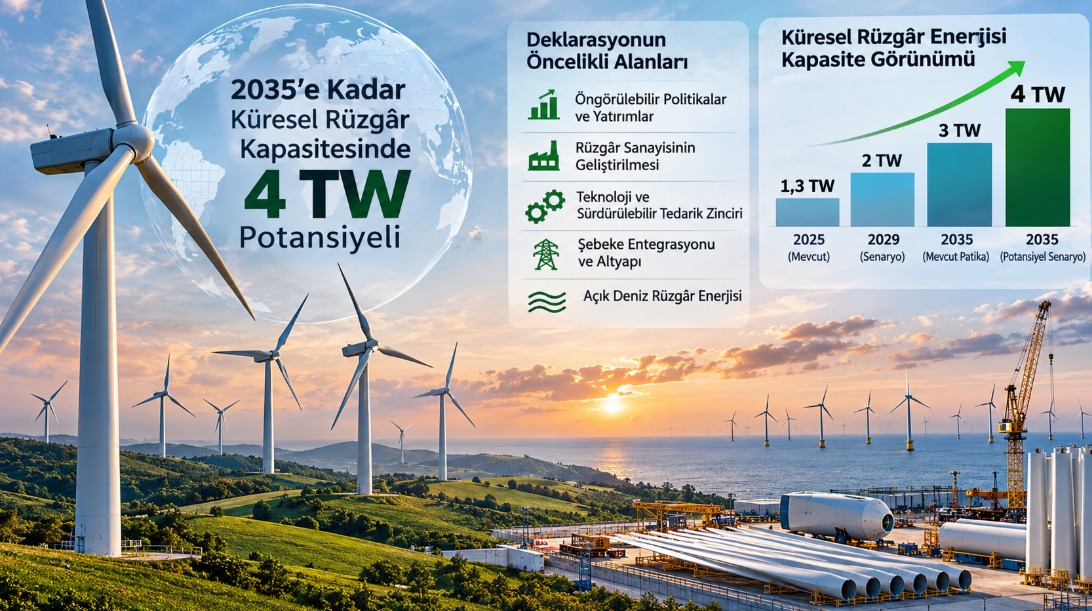 2035'e Kadar
Küresel Rüzgâr
Kapasitesinde
4 TW
Potansiyeli
Deklarasyonun
Öncelikli Alanları
Öngörülebilir Politikalar
ve Yatırımlar
Rüzgâr Sanayisinin
Geliştirilmesi
Teknoloji ve
Sürdürülebilir Tedarik Zinciri
Şebeke Entegrasyonu
ve Altyapı
Açık Deniz Rüzgâr Enerjisi
Küresel Rüzgâr Enerjisi
Kapasite Görünümü
1,3 TW
2 TW
3 TW
4 TW
2025
(Mevcut)
2029
(Senaryo)
2035
(Mevcut Patika)
2035
(Potansiyel Senaryo)